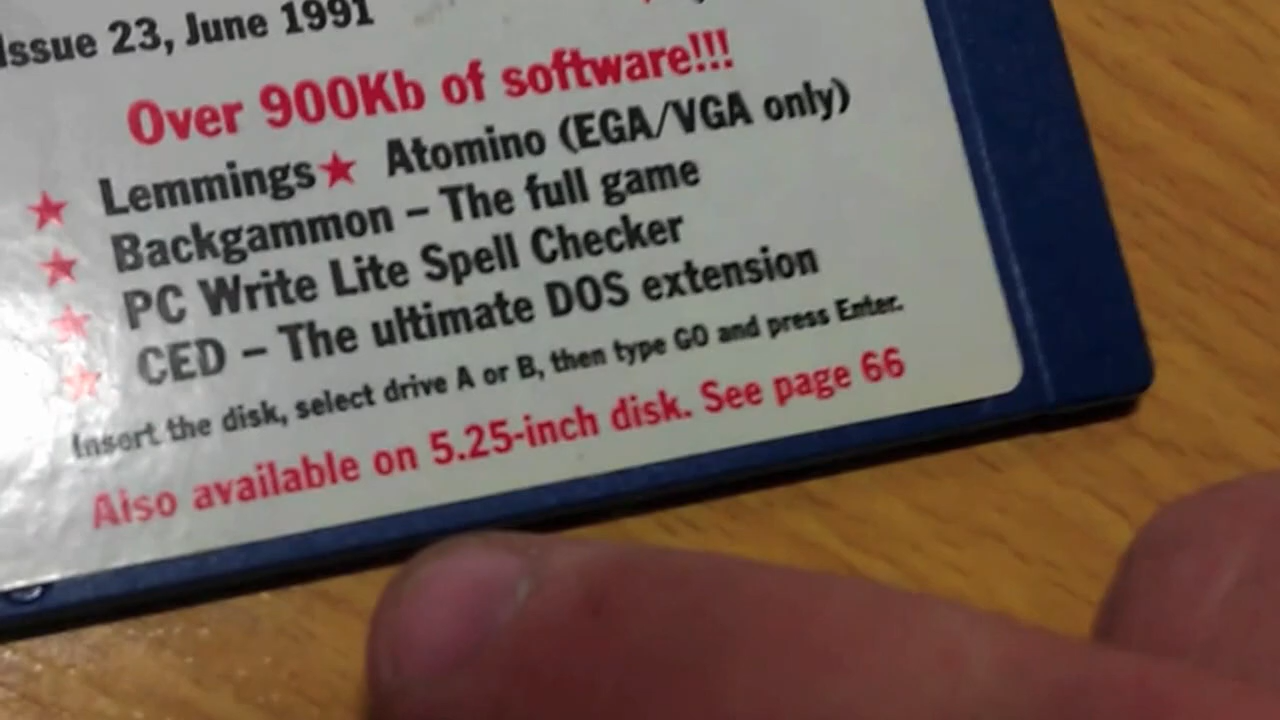 Issue 23, June 1991
Over 900Kb of software!!!
★ Lemmings ★ Atomino (EGA/VGA only)
★ Backgammon – The full game
★ PC Write Lite Spell Checker
★ CED – The ultimate DOS extension
Insert the disk, select drive A or B, then type GO and press Enter.
Also available on 5.25-inch disk. See page 66